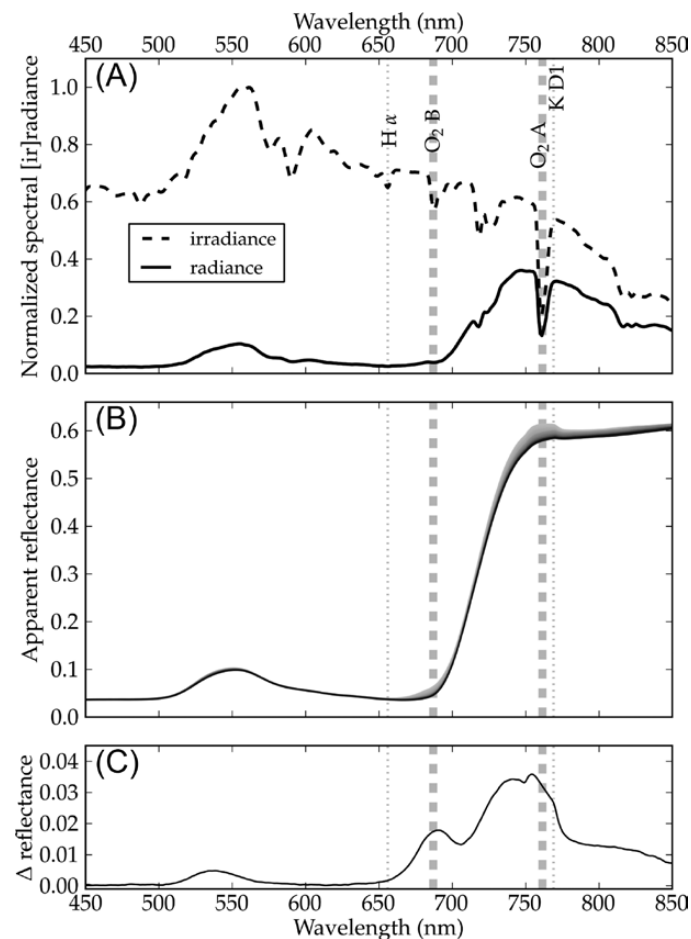 Wavelength (nm)
450 500 550 600 650 700 750 800 850
(A)
Normalized spectral [ir]radiance
1.0
0.8
0.6
0.4
0.2
0.0
H α
O₂ B
O₂ A
K D1
irradiance
radiance
(B)
Apparent reflectance
0.6
0.5
0.4
0.3
0.2
0.1
0.0
(C)
Δ reflectance
0.04
0.03
0.02
0.01
0.00
450 500 550 600 650 700 750 800 850
Wavelength (nm)